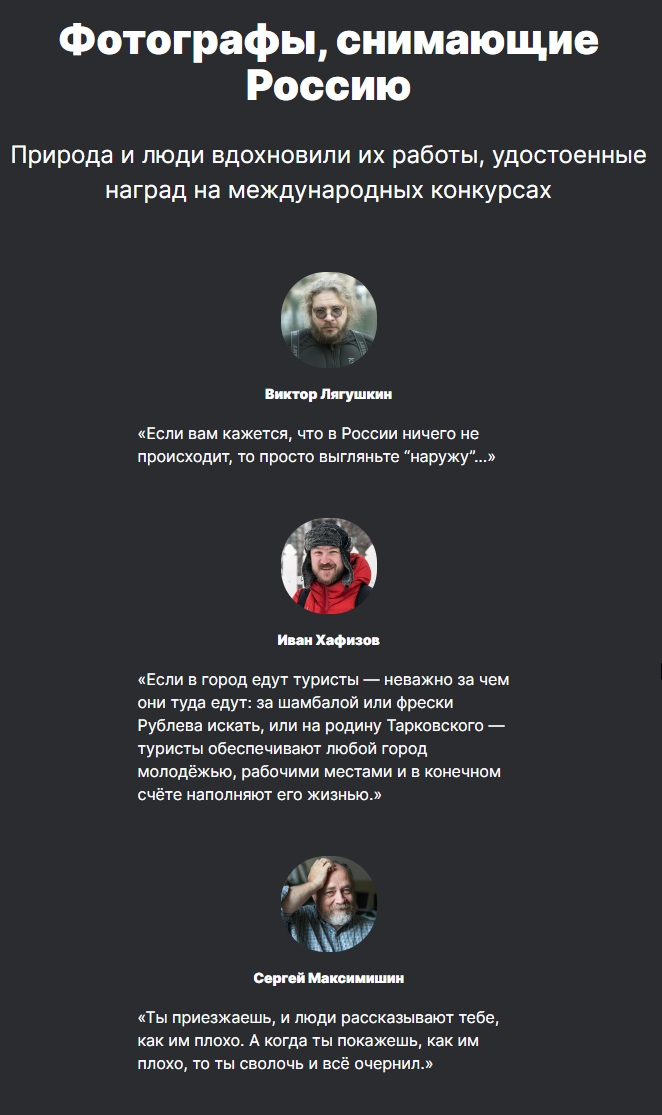 Фотографы, снимающие
Россию
Природа и люди вдохновили их работы, удостоенные
наград на международных конкурсах
Виктор Лягушкин
«Если вам кажется, что в России ничего не
происходит, то просто выгляньте “наружу”…»
Иван Хафизов
«Если в город едут туристы — неважно за чем
они туда едут: за шамбалой или фрески
Рублева искать, или на родину Тарковского —
туристы обеспечивают любой город
молодёжью, рабочими местами и в конечном
счёте наполняют его жизнью.»
Сергей Максимишин
«Ты приезжаешь, и люди рассказывают тебе,
как им плохо. А когда ты покажешь, как им
плохо, то ты сволочь и всё очернил.»